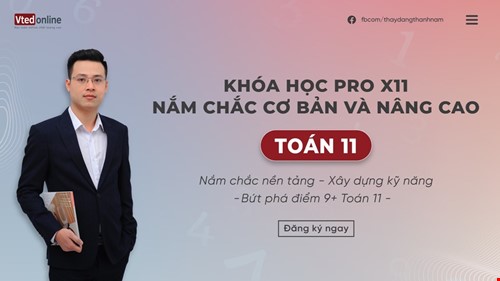 Vted online
fb.com/thaydangthanhnam
KHÓA HỌC PRO X11
NẮM CHẮC CƠ BẢN VÀ NÂNG CAO
TOÁN 11
Nắm chắc nền tảng - Xây dựng kỹ năng
- Bứt phá điểm 9+ Toán 11 -
Đăng ký ngay